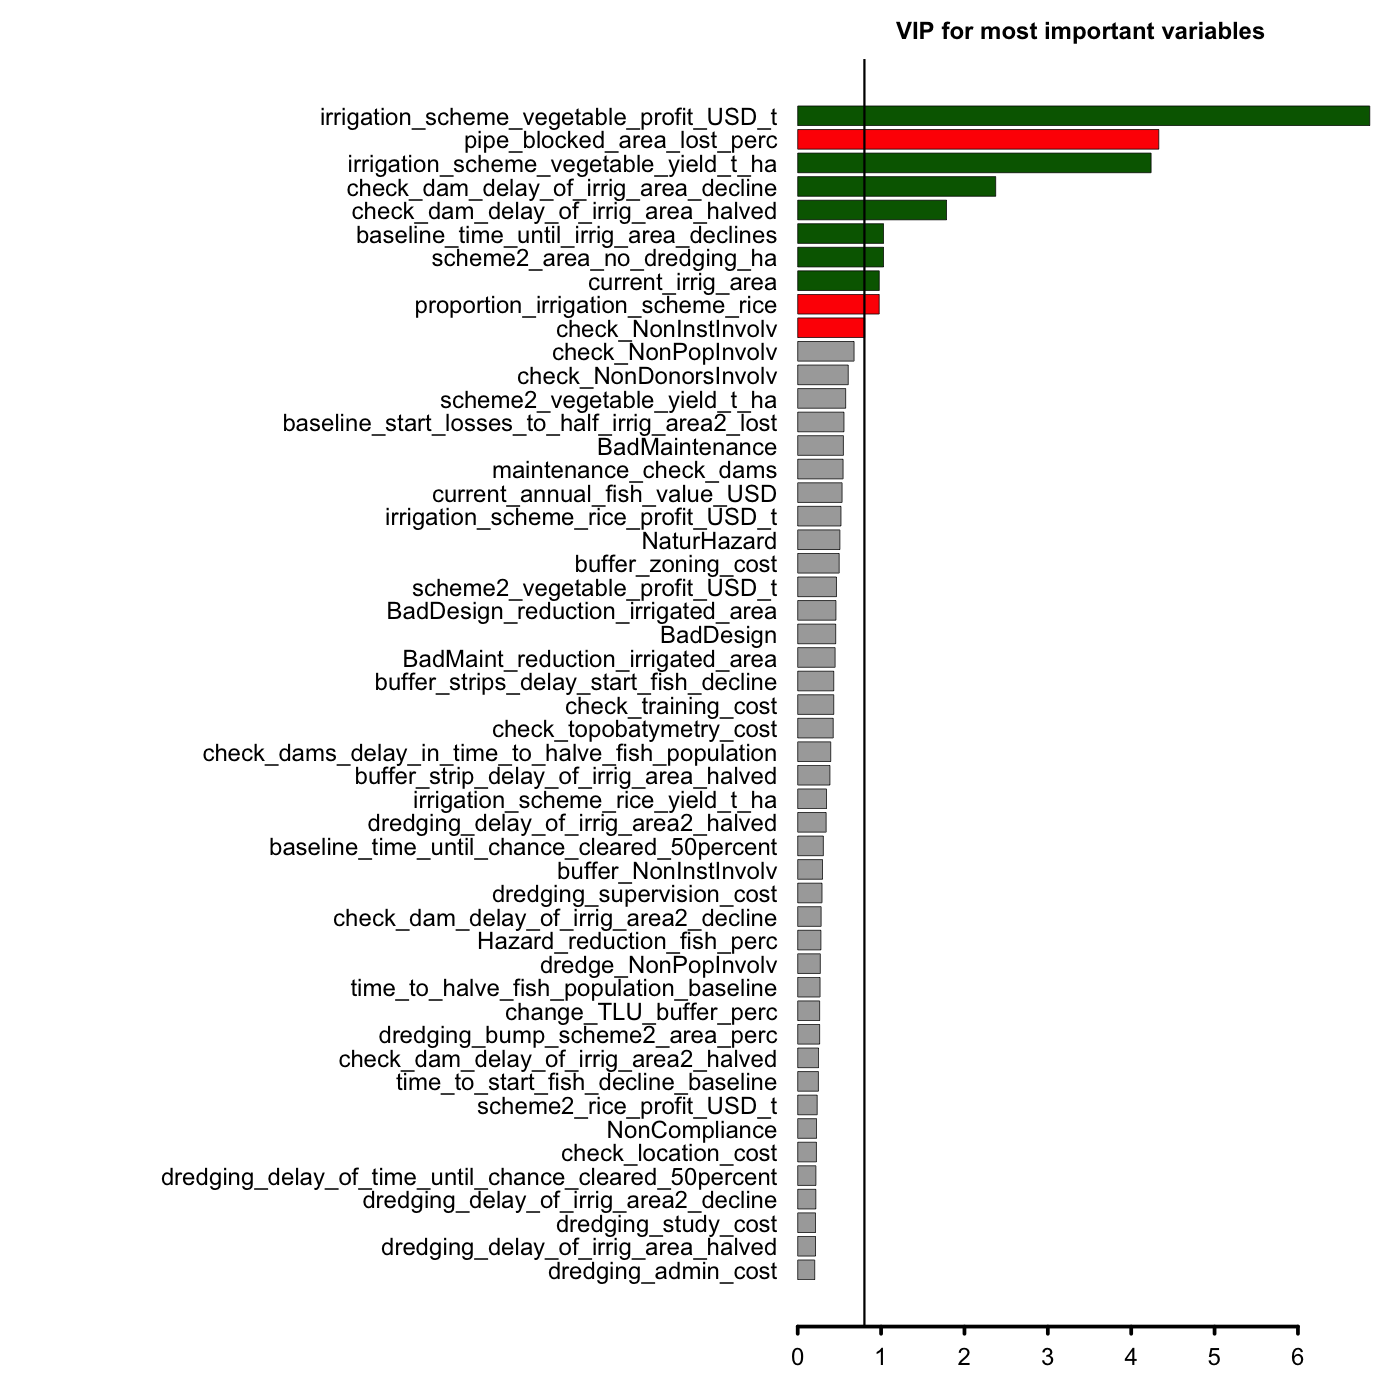 VIP for most important variables
irrigation_scheme_vegetable_profit_USD_t
pipe_blocked_area_lost_perc
irrigation_scheme_vegetable_yield_t_ha
check_dam_delay_of_irrig_area_decline
check_dam_delay_of_irrig_area_halved
baseline_time_until_irrig_area_declines
scheme2_area_no_dredging_ha
current_irrig_area
proportion_irrigation_scheme_rice
check_NonInstInvolv
check_NonPopInvolv
check_NonDonorsInvolv
scheme2_vegetable_yield_t_ha
baseline_start_losses_to_half_irrig_area2_lost
BadMaintenance
maintenance_check_dams
current_annual_fish_value_USD
irrigation_scheme_rice_profit_USD_t
NaturHazard
buffer_zoning_cost
scheme2_vegetable_profit_USD_t
BadDesign_reduction_irrigated_area
BadDesign
BadMaint_reduction_irrigated_area
buffer_strips_delay_start_fish_decline
check_training_cost
check_topobatymetry_cost
check_dams_delay_in_time_to_halve_fish_population
buffer_strip_delay_of_irrig_area_halved
irrigation_scheme_rice_yield_t_ha
dredging_delay_of_irrig_area2_halved
baseline_time_until_chance_cleared_50percent
buffer_NonInstInvolv
dredging_supervision_cost
check_dam_delay_of_irrig_area2_decline
Hazard_reduction_fish_perc
dredge_NonPopInvolv
time_to_halve_fish_population_baseline
change_TLU_buffer_perc
dredging_bump_scheme2_area_perc
check_dam_delay_of_irrig_area2_halved
time_to_start_fish_decline_baseline
scheme2_rice_profit_USD_t
NonCompliance
check_location_cost
dredging_delay_of_time_until_chance_cleared_50percent
dredging_delay_of_irrig_area2_decline
dredging_study_cost
dredging_delay_of_irrig_area_halved
dredging_admin_cost
0 1 2 3 4 5 6